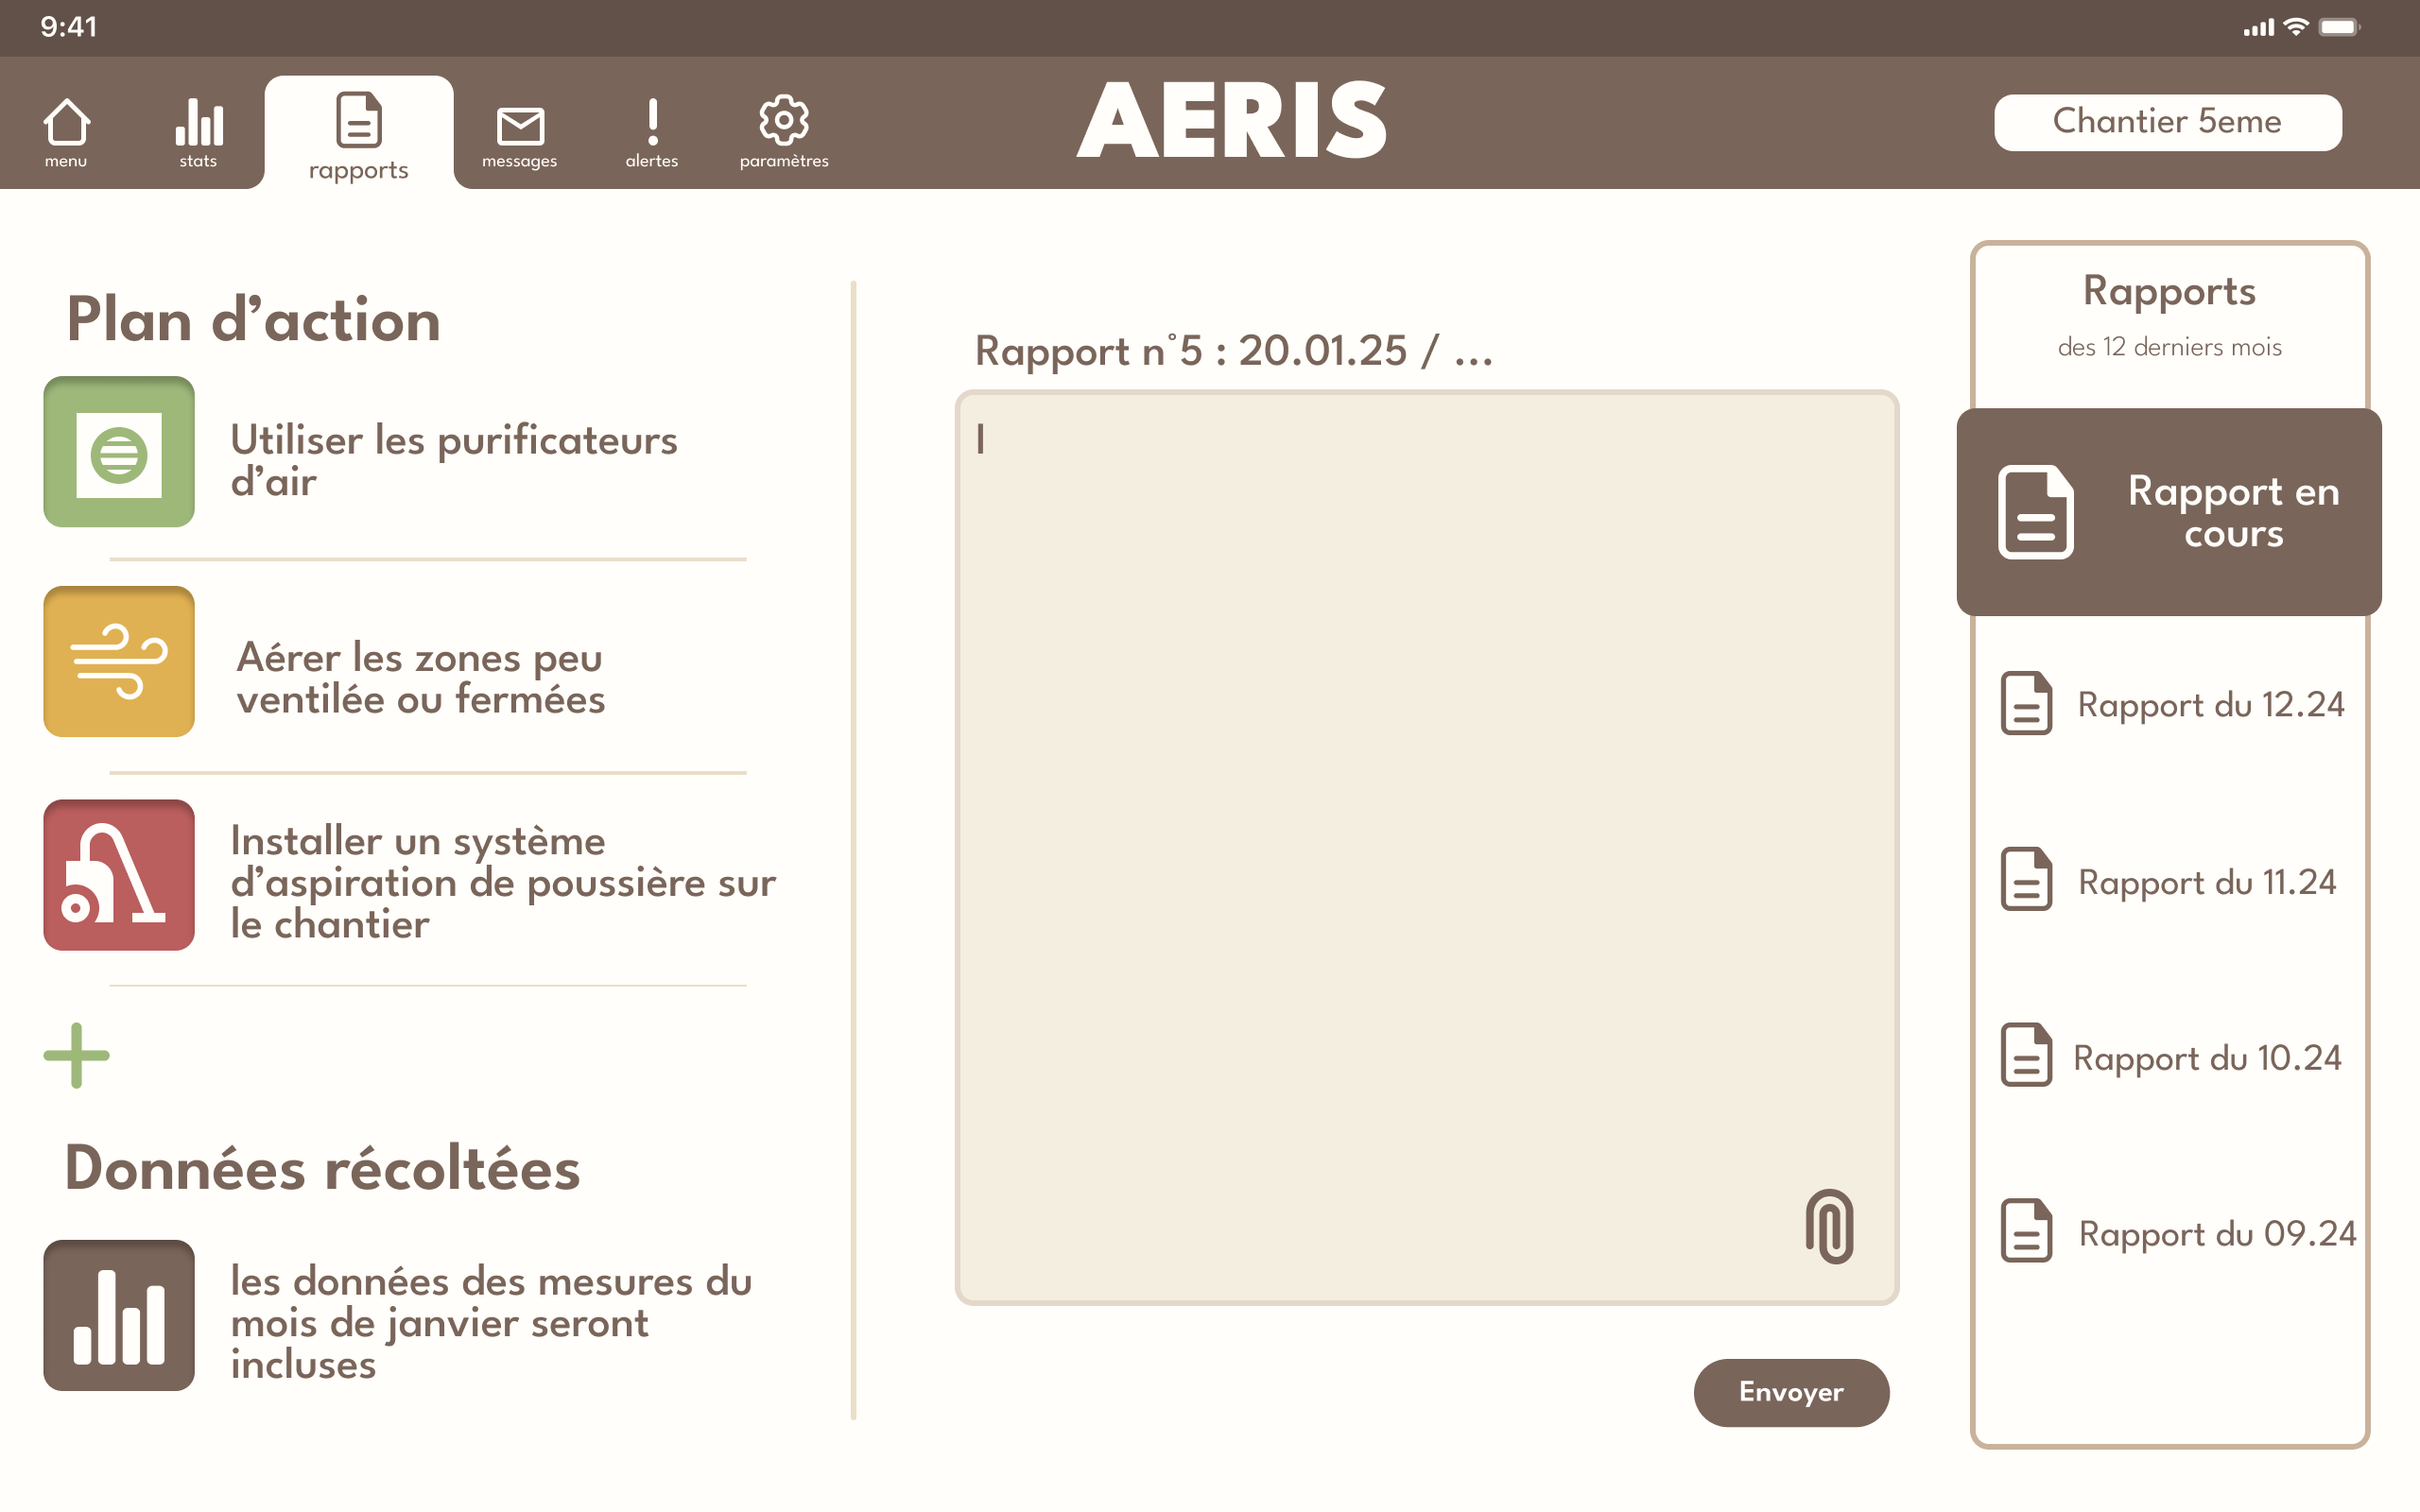 9:41
menu
stats
rapports
messages
alertes
paramètres
AERIS
Chantier 5eme
Plan d’action
Utiliser les purificateurs
d’air
Aérer les zones peu
ventilée ou fermées
Installer un système
d’aspiration de poussière sur
le chantier
Données récoltées
les données des mesures du
mois de janvier seront
incluses
Rapport n°5 : 20.01.25 / ...
Envoyer
Rapports
des 12 derniers mois
Rapport en
cours
Rapport du 12.24
Rapport du 11.24
Rapport du 10.24
Rapport du 09.24